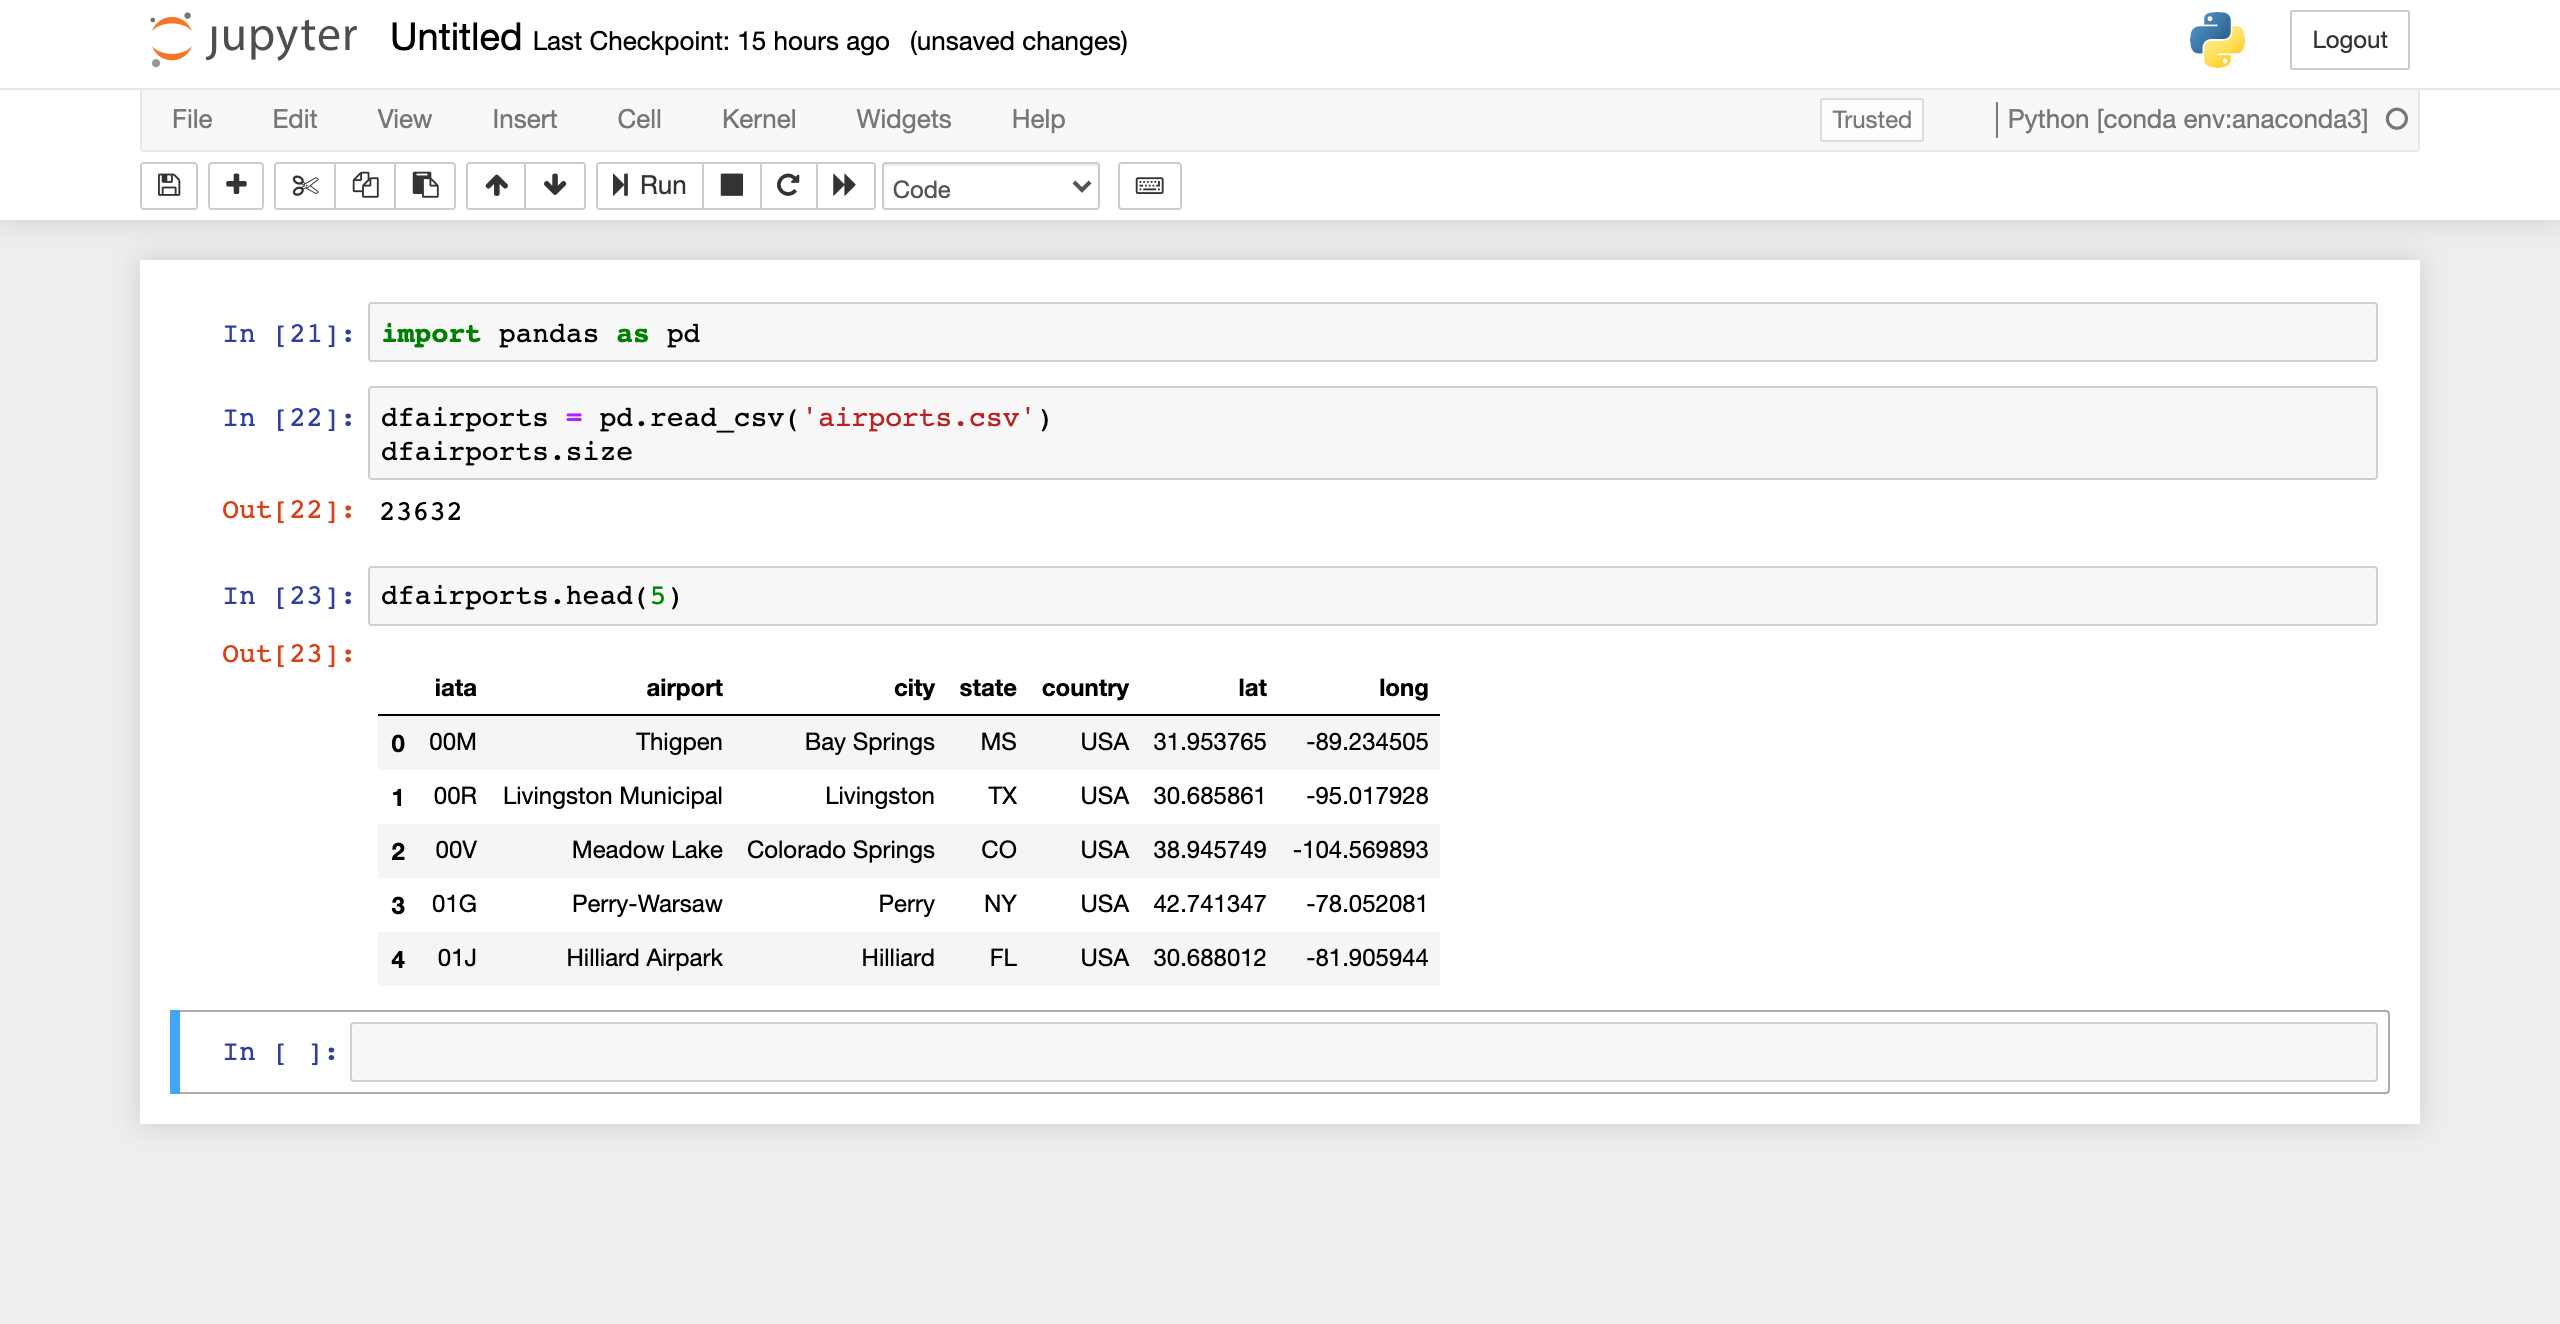 jupyter Untitled Last Checkpoint: 15 hours ago (unsaved changes) Logout
File Edit View Insert Cell Kernel Widgets Help Trusted Python [conda env:anaconda3]
Run Code
In [21]: import pandas as pd
In [22]: dfairports = pd.read_csv('airports.csv')
dfairports.size
Out[22]: 23632
In [23]: dfairports.head(5)
Out[23]:
iata airport city state country lat long
0 00M Thigpen Bay Springs MS USA 31.953765 -89.234505
1 00R Livingston Municipal Livingston TX USA 30.685861 -95.017928
2 00V Meadow Lake Colorado Springs CO USA 38.945749 -104.569893
3 01G Perry-Warsaw Perry NY USA 42.741347 -78.052081
4 01J Hilliard Airpark Hilliard FL USA 30.688012 -81.905944
In [ ]: